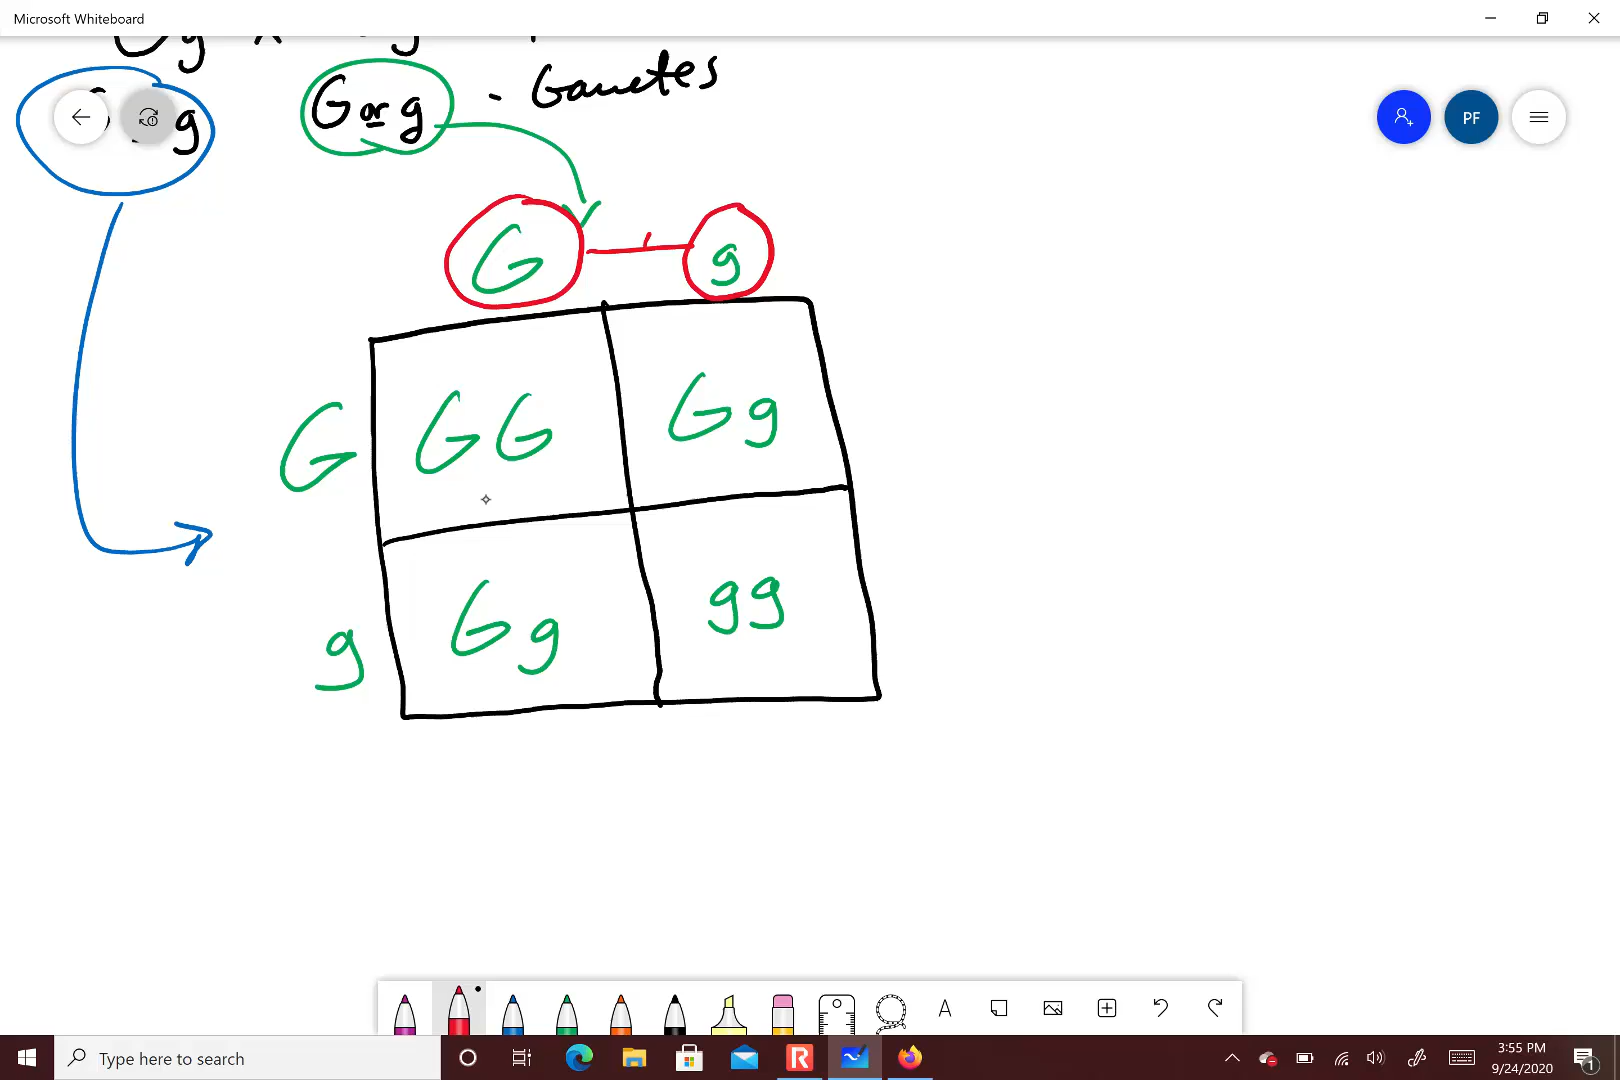 Microsoft Whiteboard
g
G or g - Gametes
PF
G g
G GG Gg
g Gg gg
A
Type here to search
3:55 PM
9/24/2020
1